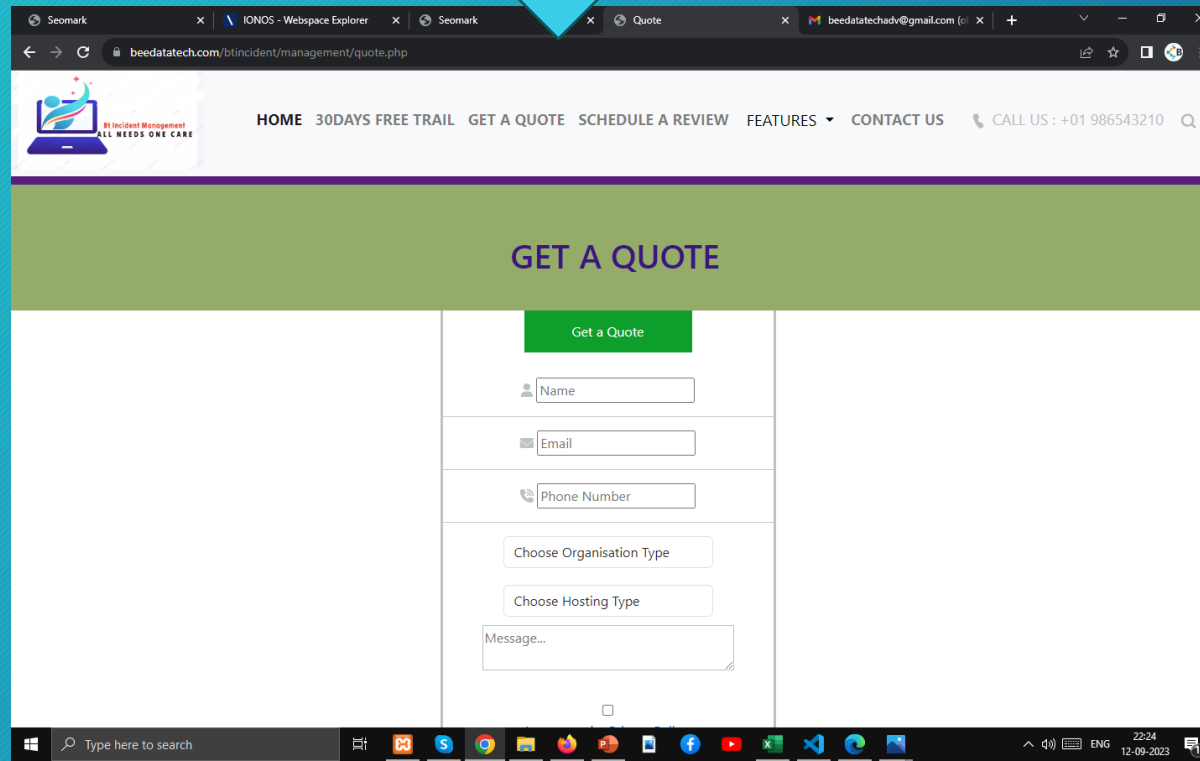 Seomark
IONOS - Webspace Explorer
Seomark
Quote
beedatatechadv@gmail.com (ol
beedatatech.com/btincident/management/quote.php
Bt Incident Management
ALL NEEDS ONE CARE
HOME 30DAYS FREE TRAIL GET A QUOTE SCHEDULE A REVIEW FEATURES CONTACT US CALL US : +01 986543210
GET A QUOTE
Get a Quote
Name
Email
Phone Number
Choose Organisation Type
Choose Hosting Type
Message...
Type here to search
ENG
22:24
12-09-2023